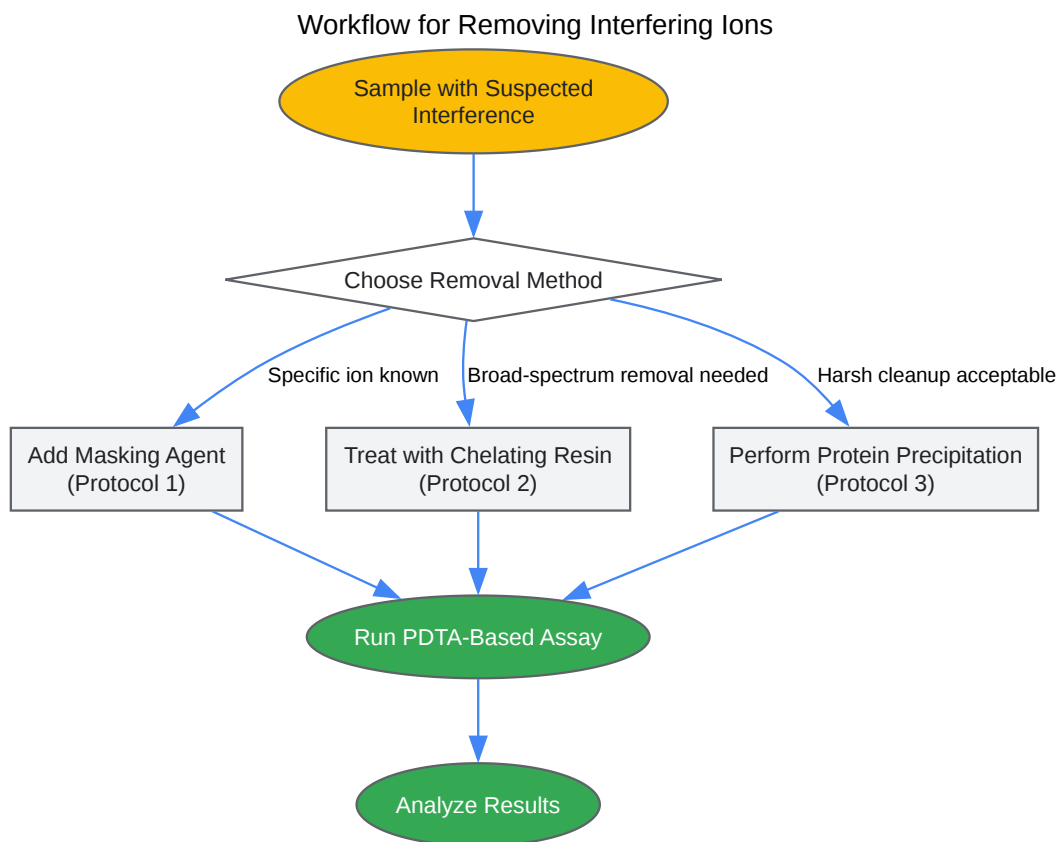 Workflow for Removing Interfering Ions
Sample with Suspected
Interference
Choose Removal Method
Specific ion known
Broad-spectrum removal needed
Harsh cleanup acceptable
Add Masking Agent
(Protocol 1)
Treat with Chelating Resin
(Protocol 2)
Perform Protein Precipitation
(Protocol 3)
Run PDTA-Based Assay
Analyze Results